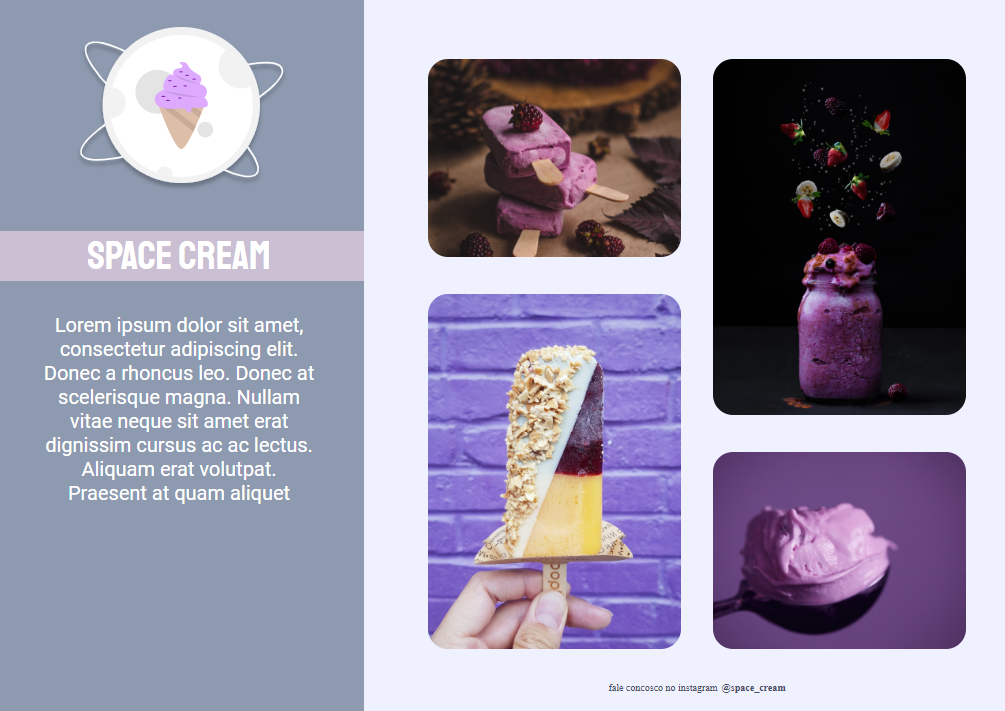 SPACE CREAM
Lorem ipsum dolor sit amet,
consectetur adipiscing elit.
Donec a rhoncus leo. Donec at
scelerisque magna. Nullam
vitae neque sit amet erat
dignissim cursus ac ac lectus.
Aliquam erat volutpat.
Praesent at quam aliquet
fale concosco no instagram @space_cream